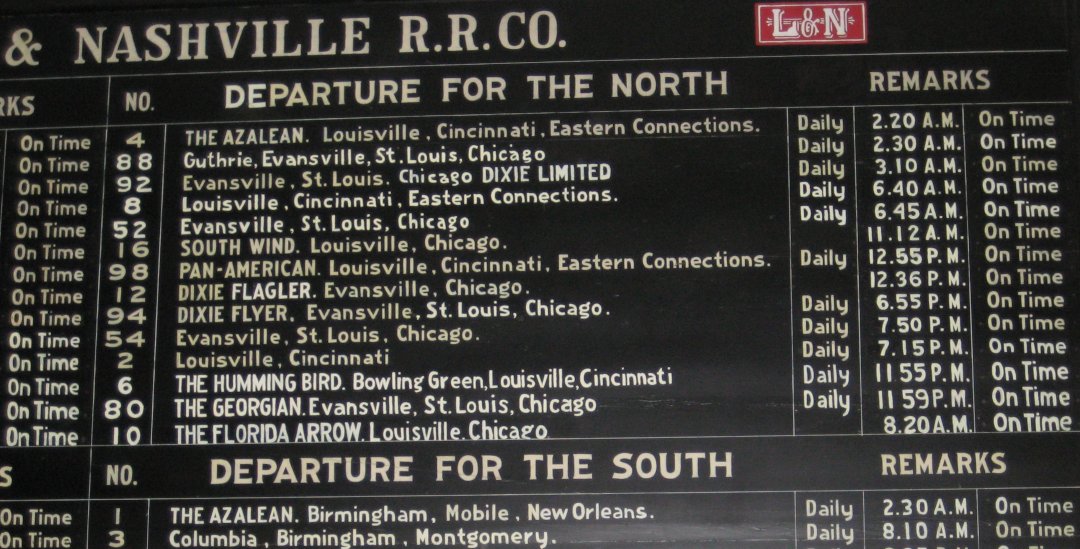 & NASHVILLE R.R.CO. L&N
RKS NO. DEPARTURE FOR THE NORTH REMARKS
On Time 4 THE AZALEAN. Louisville, Cincinnati, Eastern Connections. Daily 2.20 A.M. On Time
On Time 88 Guthrie, Evansville, St. Louis, Chicago Daily 2.30 A.M. On Time
On Time 92 Evansville, St. Louis. Chicago DIXIE LIMITED Daily 3.10 A.M. On Time
On Time 8 Louisville, Cincinnati, Eastern Connections. Daily 6.40 A.M. On Time
On Time 52 Evansville, St. Louis, Chicago Daily 6.45 A.M. On Time
On Time 16 SOUTH WIND. Louisville, Chicago. 11.12 A.M. On Time
On Time 98 PAN-AMERICAN. Louisville, Cincinnati, Eastern Connections. Daily 12.55 P.M. On Time
On Time 12 DIXIE FLAGLER. Evansville, Chicago. 12.36 P.M. On Time
On Time 94 DIXIE FLYER, Evansville, St. Louis, Chicago. Daily 6.55 P.M. On Time
On Time 54 Evansville, St. Louis, Chicago. Daily 7.50 P.M. On Time
On Time 2 Louisville, Cincinnati Daily 7.15 P.M. On Time
On Time 6 THE HUMMING BIRD. Bowling Green, Louisville, Cincinnati Daily 11 55 P.M. On Time
On Time 80 THE GEORGIAN. Evansville, St. Louis, Chicago Daily 11 59 P.M. On Time
On Time 10 THE FLORIDA ARROW. Louisville, Chicago 8.20 A.M. On Time
S NO. DEPARTURE FOR THE SOUTH REMARKS
On Time 1 THE AZALEAN. Birmingham, Mobile, New Orleans. Daily 2.30 A.M. On Time
On Time 3 Columbia, Birmingham, Montgomery. Daily 8.10 A.M. On Time